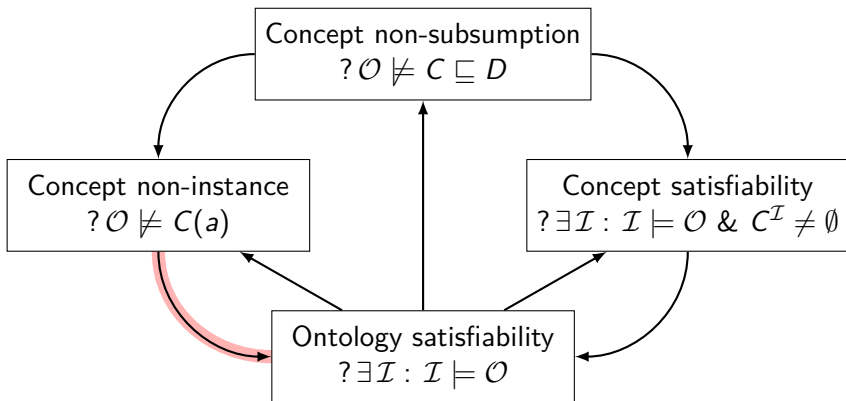 Concept non-subsumption
? 𝒪 ⊭ C ⊑ D
Concept non-instance
? 𝒪 ⊭ C(a)
Concept satisfiability
? ∃ ℐ : ℐ ⊨ 𝒪 & C^ℐ ≠ ∅
Ontology satisfiability
? ∃ ℐ : ℐ ⊨ 𝒪